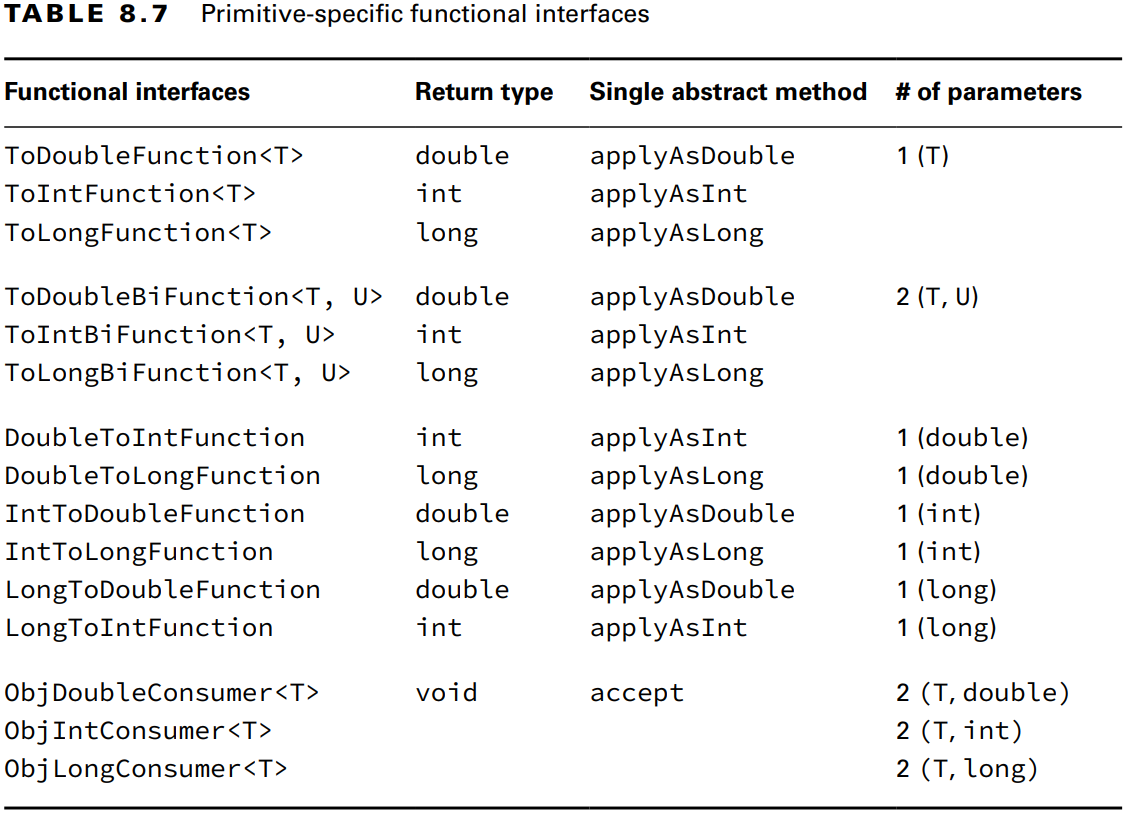 TABLE 8.7 Primitive-specific functional interfaces
Functional interfaces Return type Single abstract method # of parameters
ToDoubleFunction<T> double applyAsDouble 1 (T)
ToIntFunction<T> int applyAsInt
ToLongFunction<T> long applyAsLong
ToDoubleBiFunction<T, U> double applyAsDouble 2 (T, U)
ToIntBiFunction<T, U> int applyAsInt
ToLongBiFunction<T, U> long applyAsLong
DoubleToIntFunction int applyAsInt 1 (double)
DoubleToLongFunction long applyAsLong 1 (double)
IntToDoubleFunction double applyAsDouble 1 (int)
IntToLongFunction long applyAsLong 1 (int)
LongToDoubleFunction double applyAsDouble 1 (long)
LongToIntFunction int applyAsInt 1 (long)
ObjDoubleConsumer<T> void accept 2 (T, double)
ObjIntConsumer<T> 2 (T, int)
ObjLongConsumer<T> 2 (T, long)